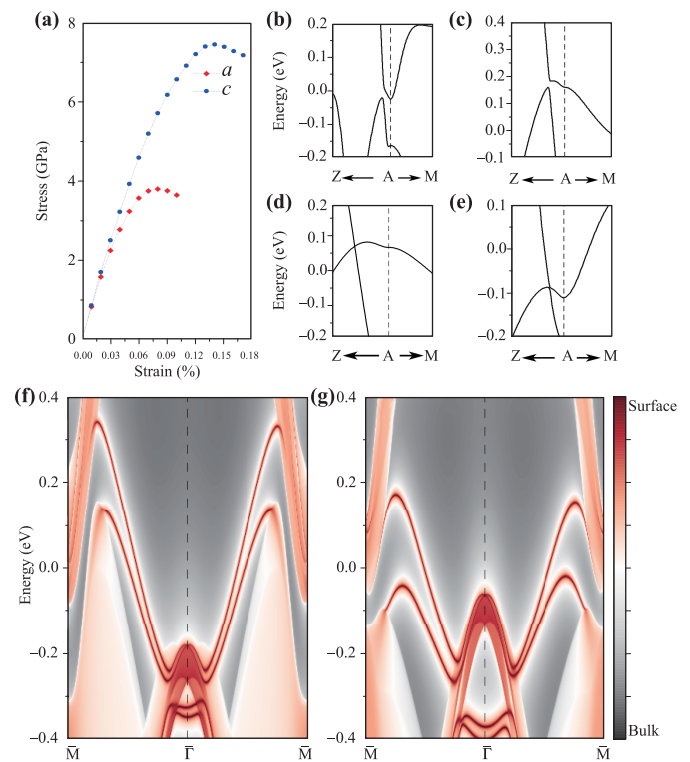 (a)
8
6
4
2
0
Stress (GPa)
0.00 0.03 0.06 0.09 0.12 0.15 0.18
Strain (%)
a
c
(b)
0.2
0.1
0.0
−0.1
−0.2
Energy (eV)
Z A M
(c)
0.4
0.3
0.2
0.1
0.0
−0.1
Z A M
(d)
0.2
0.1
0.0
−0.1
−0.2
Energy (eV)
Z A M
(e)
0.1
0.0
−0.1
−0.2
Z A M
(f)
0.4
0.2
0.0
−0.2
−0.4
Energy (eV)
M̅ Γ̅ M̅
(g)
0.4
0.2
0.0
−0.2
−0.4
M̅ Γ̅ M̅
Surface
Bulk